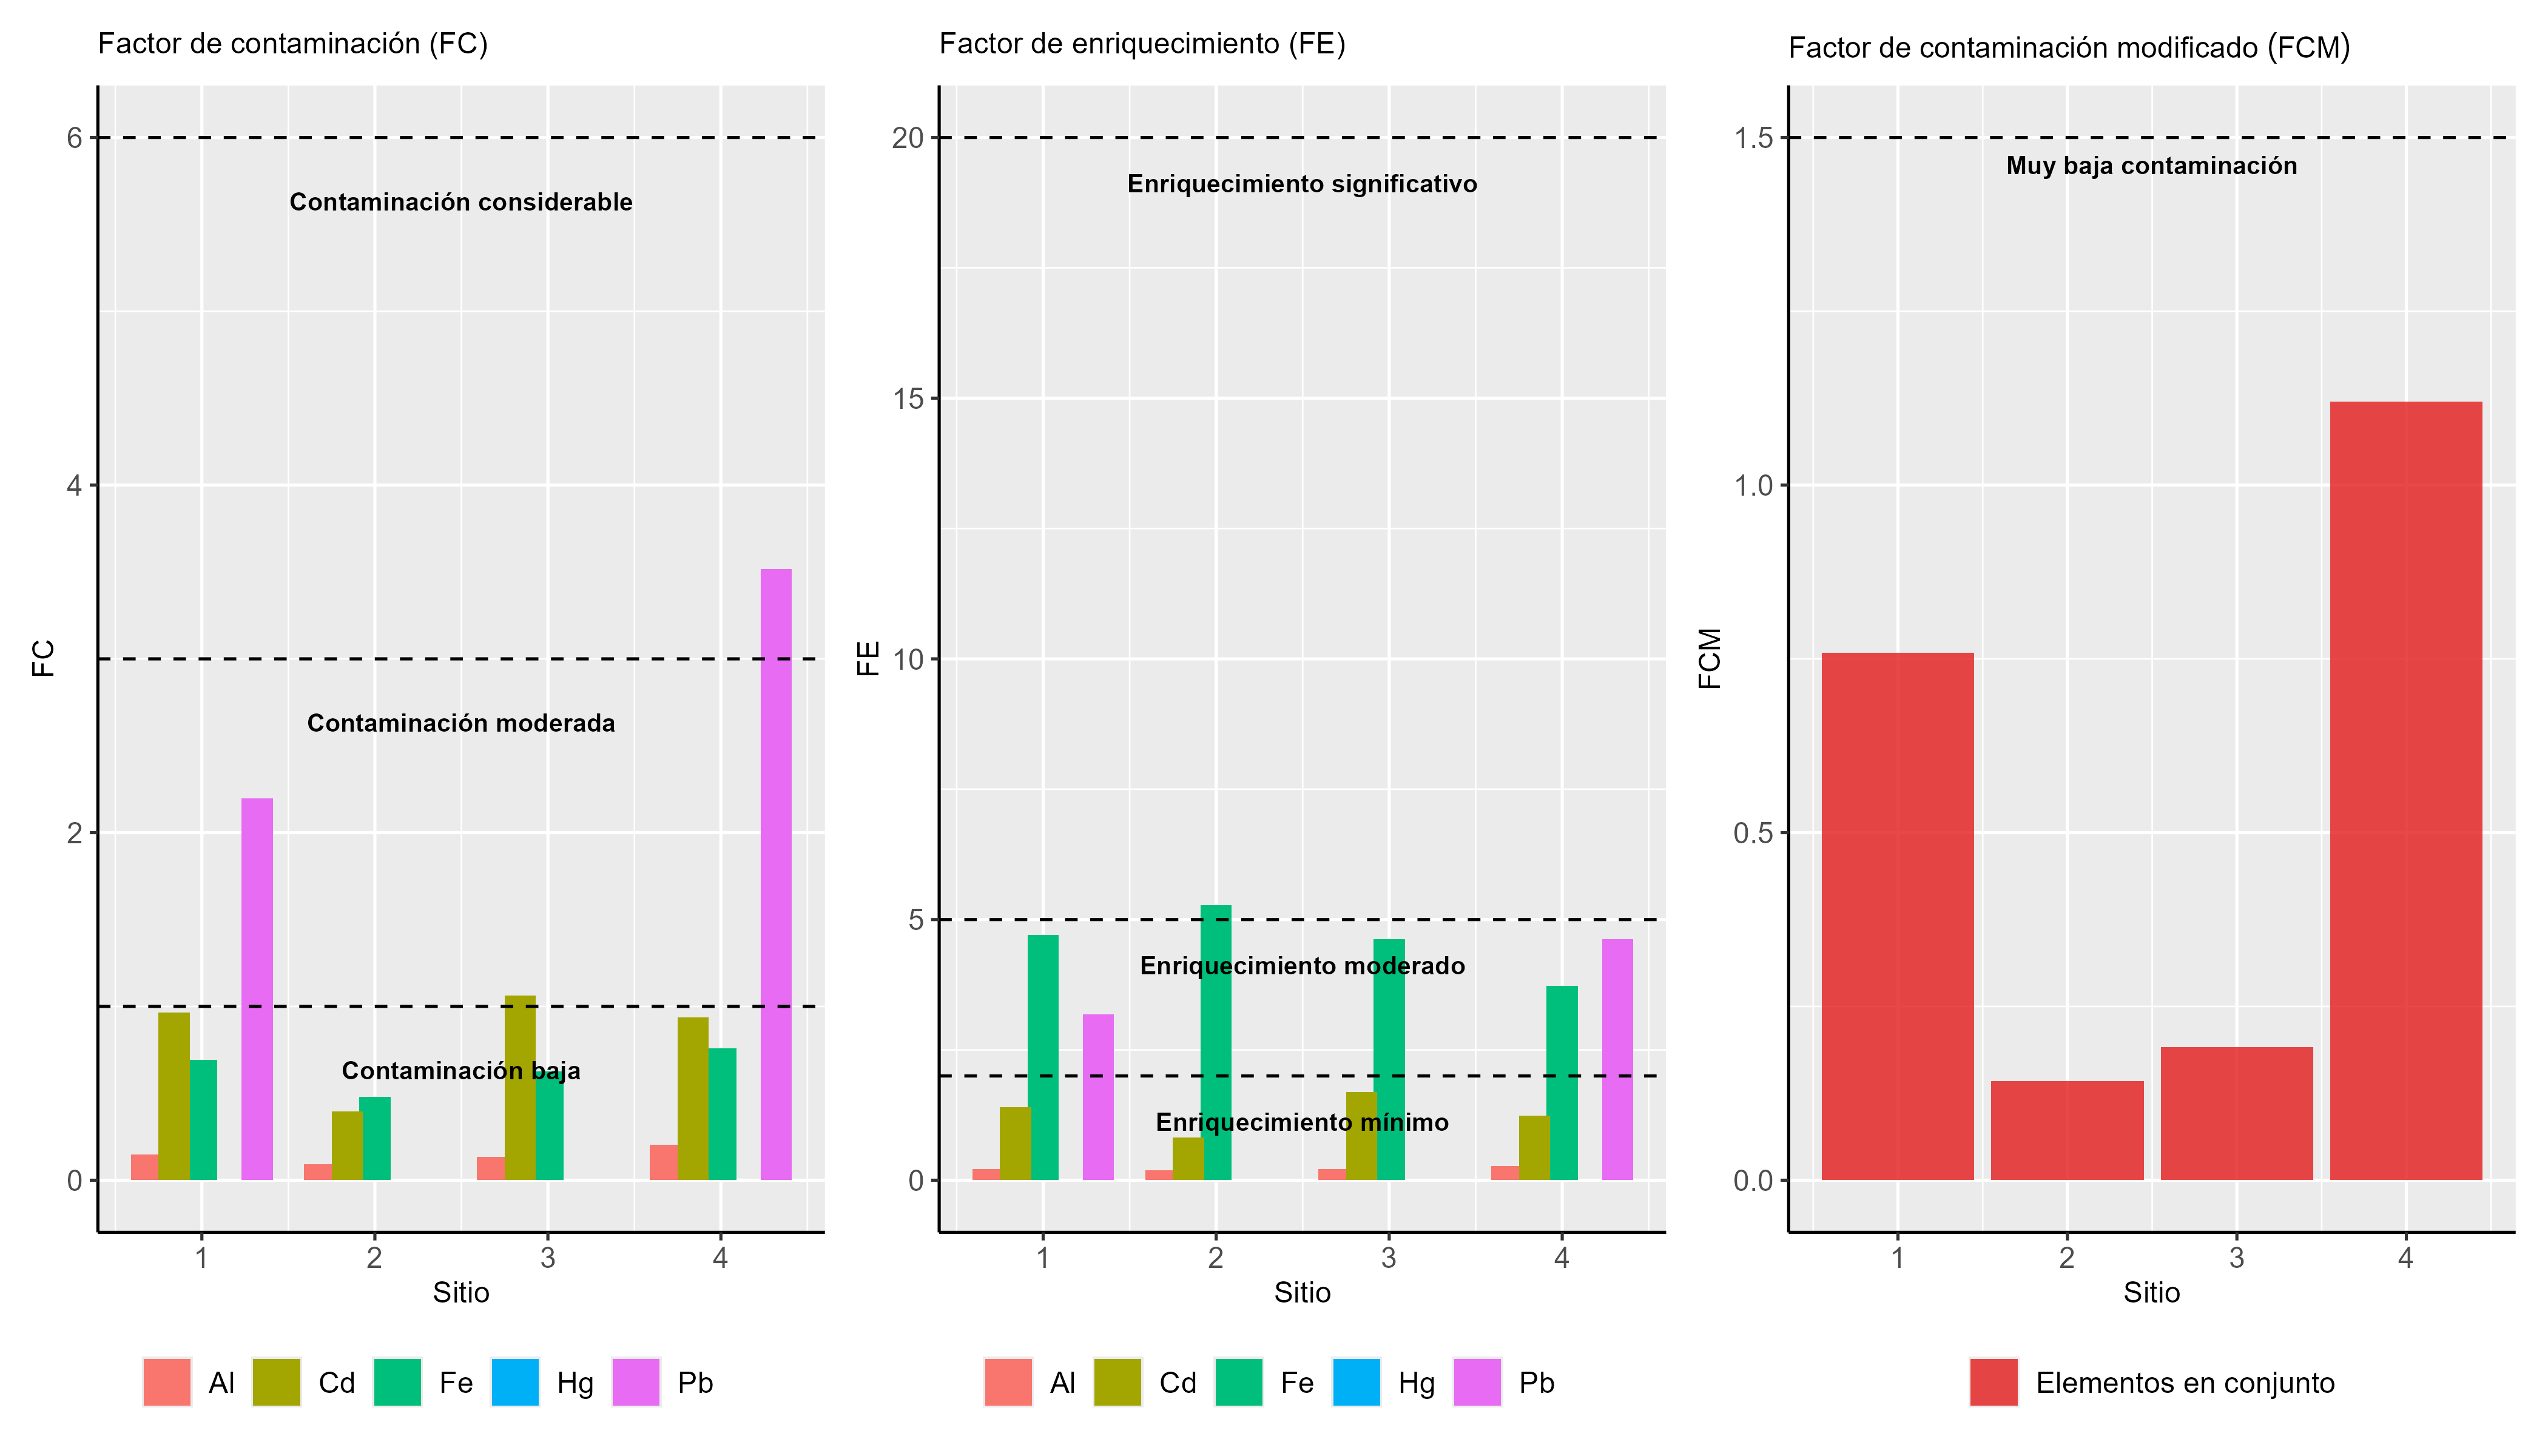 Factor de contaminación (FC)
6
Contaminación considerable
4
FC
Contaminación moderada
2
Contaminación baja
0
1 2 3 4
Sitio
Al Cd Fe Hg Pb
Factor de enriquecimiento (FE)
20
Enriquecimiento significativo
15
FE
10
5
Enriquecimiento moderado
Enriquecimiento mínimo
0
1 2 3 4
Sitio
Al Cd Fe Hg Pb
Factor de contaminación modificado (FCM)
1.5
Muy baja contaminación
1.0
FCM
0.5
0.0
1 2 3 4
Sitio
Elementos en conjunto